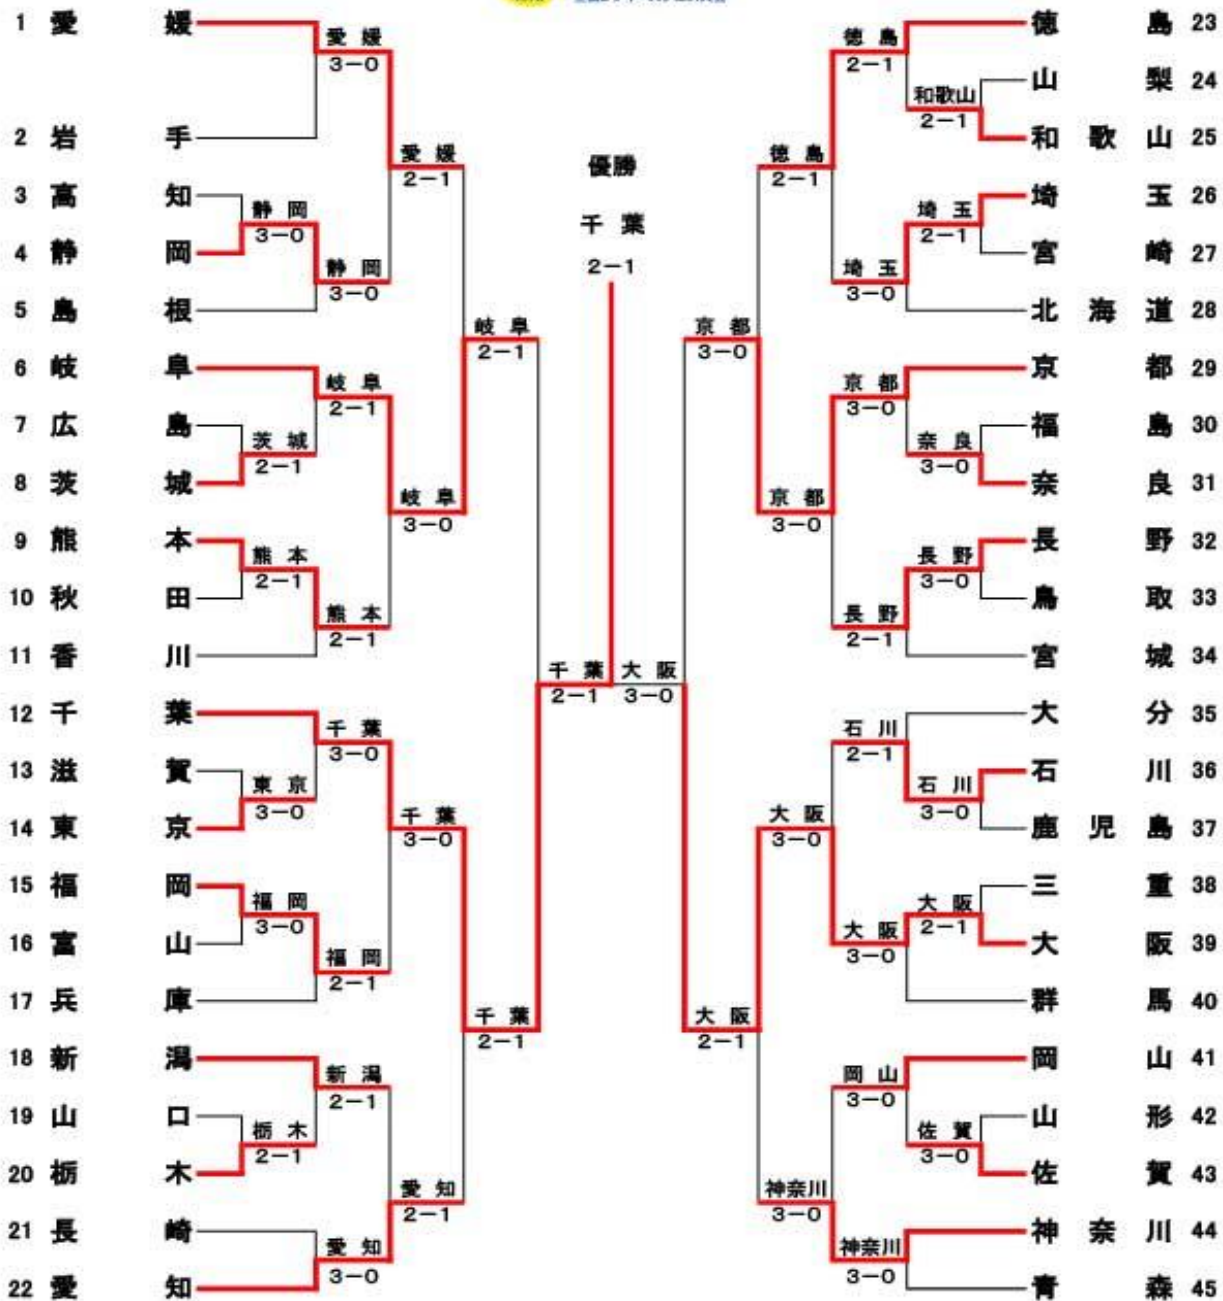 1 愛媛
2 岩手
3 高知
4 静岡
5 島根
6 岐阜
7 広島
8 茨城
9 熊本
10 秋田
11 香川
12 千葉
13 滋賀
14 東京
15 福岡
16 富山
17 兵庫
18 新潟
19 山口
20 栃木
21 長崎
22 愛知
静岡
3-0
茨城
2-1
熊本
2-1
東京
3-0
福岡
3-0
栃木
2-1
愛媛
3-0
静岡
3-0
岐阜
2-1
熊本
2-1
千葉
3-0
福岡
2-1
新潟
2-1
愛知
3-0
愛媛
2-1
岐阜
3-0
千葉
3-0
愛知
2-1
岐阜
2-1
千葉
2-1
千葉
2-1
優勝
千葉
2-1
大阪
3-0
京都
3-0
大阪
2-1
徳島
2-1
京都
3-0
大阪
3-0
神奈川
3-0
徳島
2-1
埼玉
3-0
京都
3-0
長野
2-1
石川
2-1
大阪
3-0
岡山
3-0
神奈川
3-0
和歌山
2-1
埼玉
2-1
奈良
3-0
長野
3-0
石川
3-0
大阪
2-1
佐賀
3-0
徳島 23
山梨 24
和歌山 25
埼玉 26
宮崎 27
北海道 28
京都 29
福島 30
奈良 31
長野 32
鳥取 33
宮城 34
大分 35
石川 36
鹿児島 37
三重 38
大阪 39
群馬 40
岡山 41
山形 42
佐賀 43
神奈川 44
青森 45